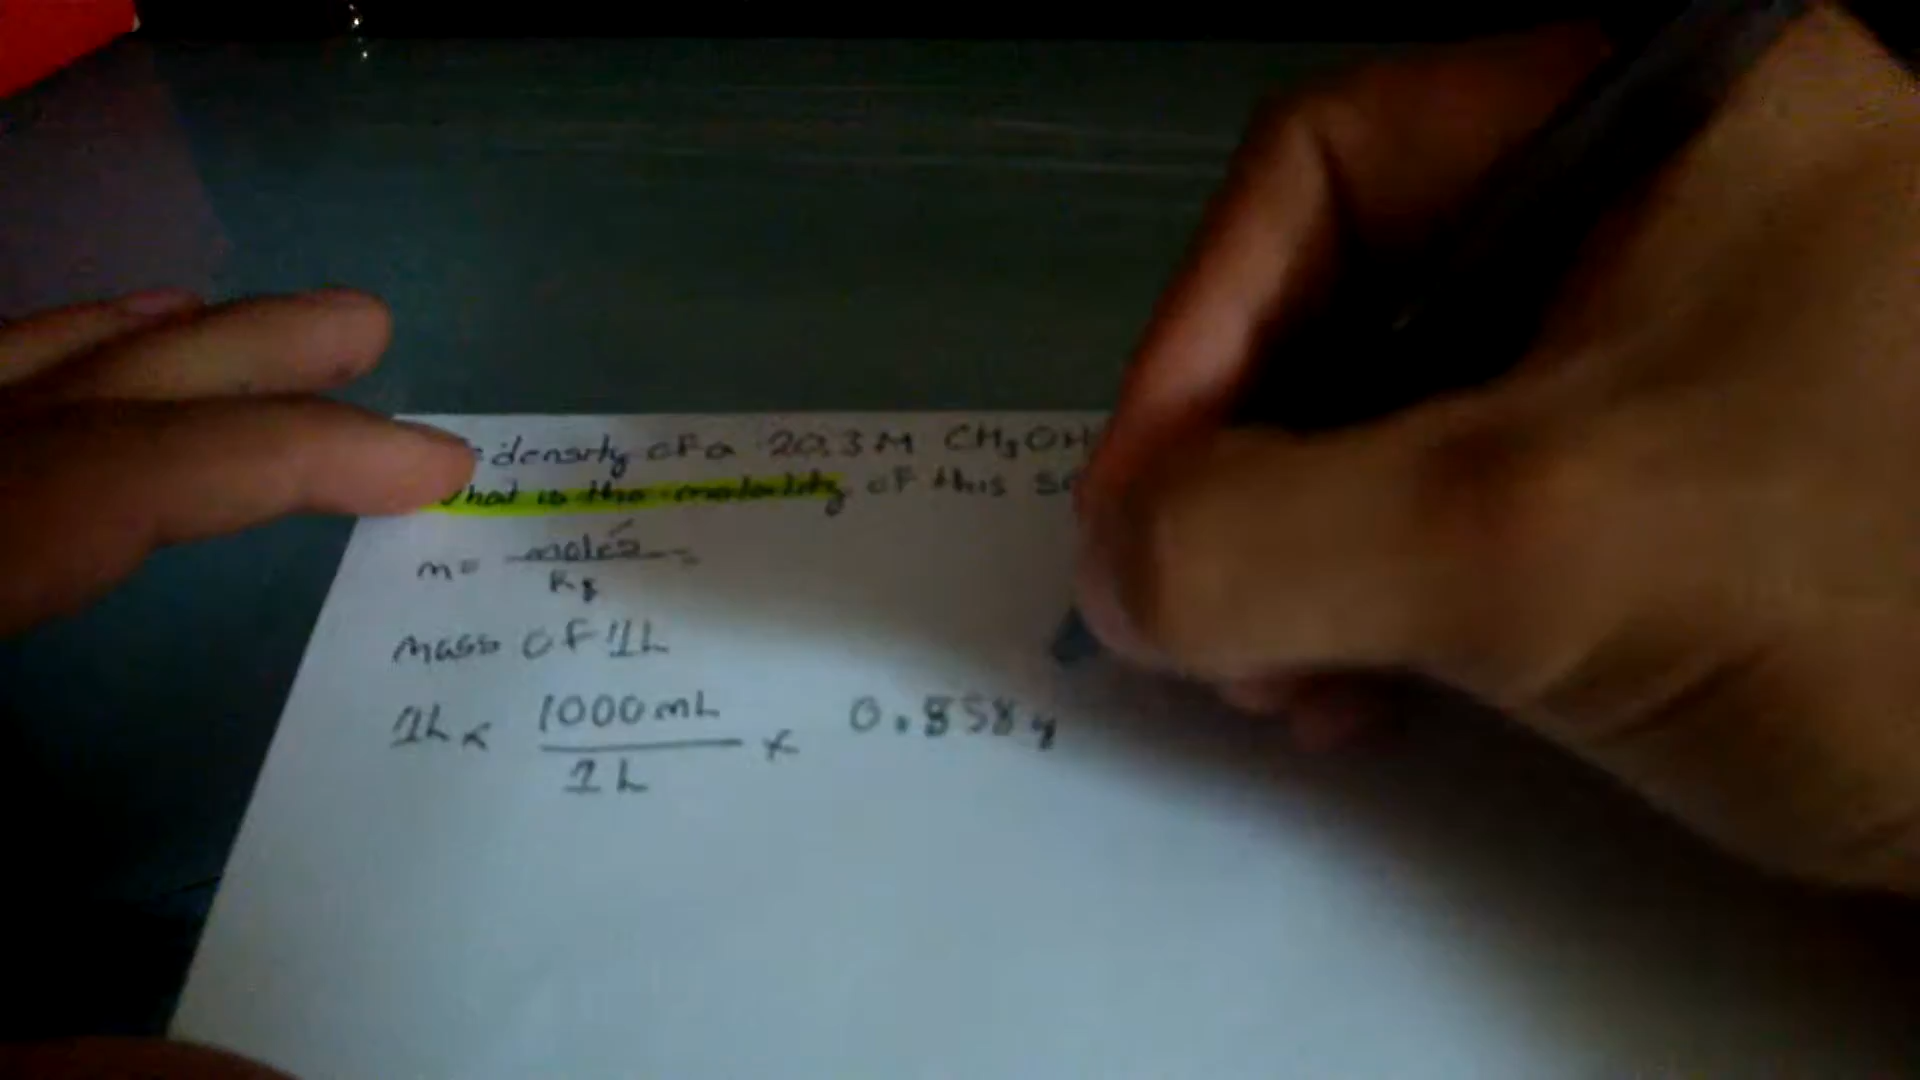 density of a 20.3 M CH₃OH
what is the molality of this
m = moles =
Kg
mass of 1L
1L x 1000 mL x 0.858 g
1 L